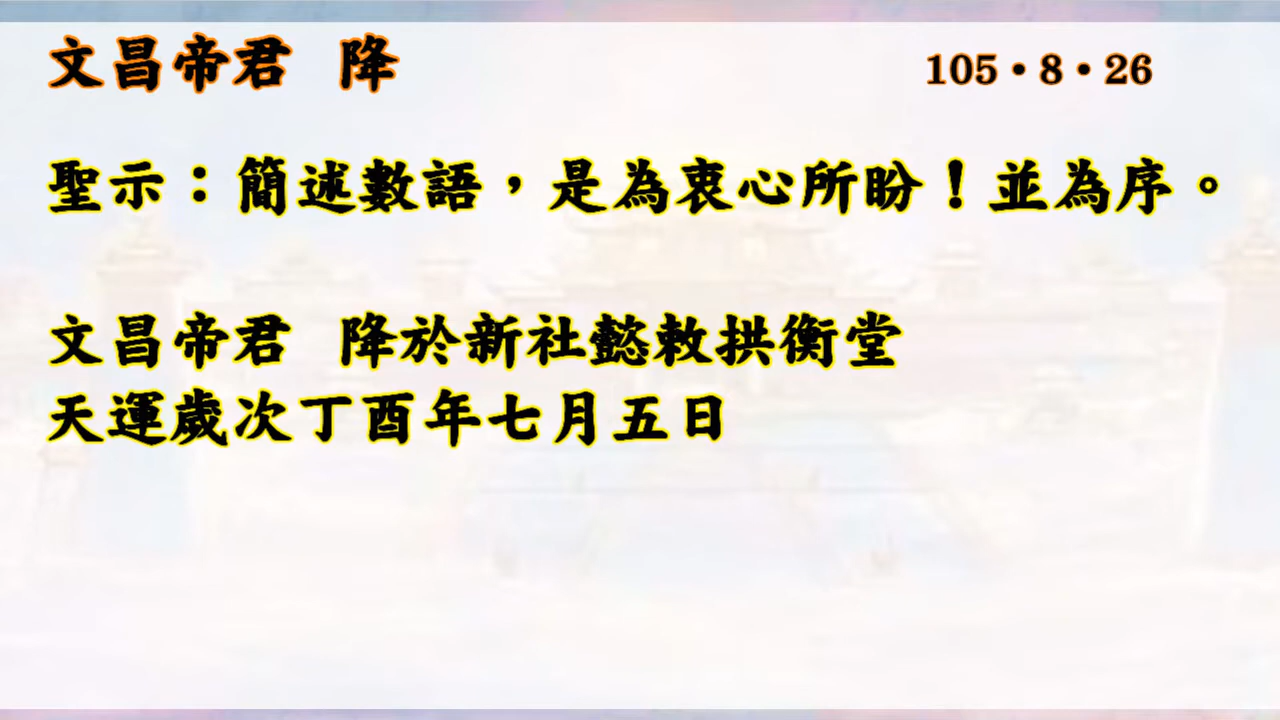 文昌帝君 降 105•8•26
聖示：簡述數語，是為衷心所盼！並為序。
文昌帝君 降於新社懿敕拱衡堂
天運歲次丁酉年七月五日